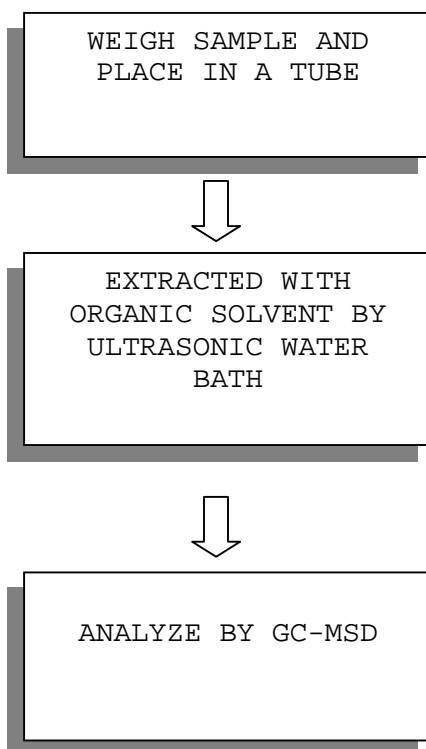 WEIGH SAMPLE AND
PLACE IN A TUBE
EXTRACTED WITH
ORGANIC SOLVENT BY
ULTRASONIC WATER
BATH
ANALYZE BY GC-MSD